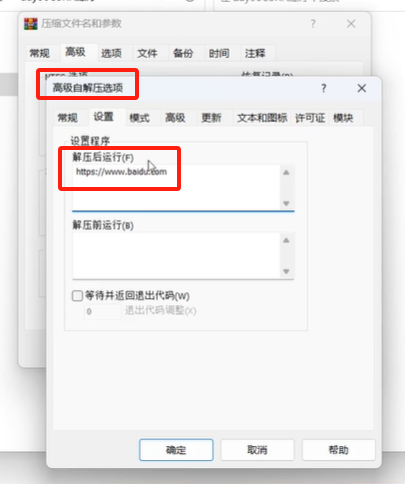 压缩文件名和参数
?
常规 高级 选项 文件 备份 时间 注释
高级自解压选项
?
常规 设置 模式 高级 更新 文本和图标 许可证 模块
设置程序
解压后运行(F)
https://www.baidu.com
解压前运行(B)
等待并返回退出代码(W)
0 退出代码调整(X)
确定 取消 帮助